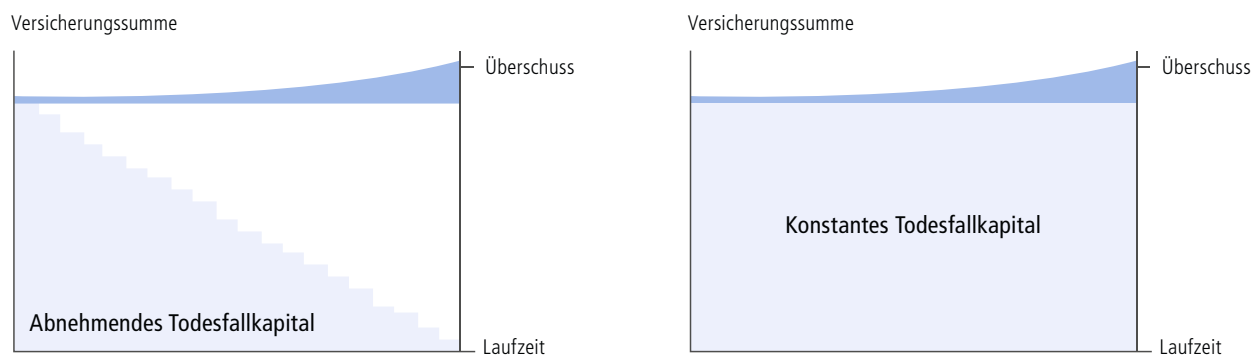 Versicherungssumme
Überschuss
Abnehmendes Todesfallkapital
Laufzeit
Versicherungssumme
Überschuss
Konstantes Todesfallkapital
Laufzeit